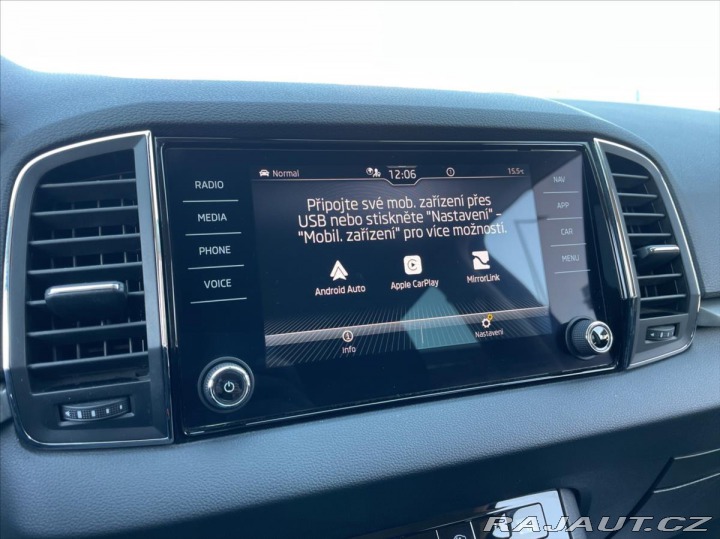 Normal
12:06
15.5°C
RADIO
MEDIA
PHONE
VOICE
Připojte své mob. zařízení přes
USB nebo stiskněte "Nastavení" -
"Mobil. zařízení" pro více možností.
Android Auto
Apple CarPlay
MirrorLink
Info
Nastavení
NAV
APP
CAR
MENU
RAJAUT.CZ